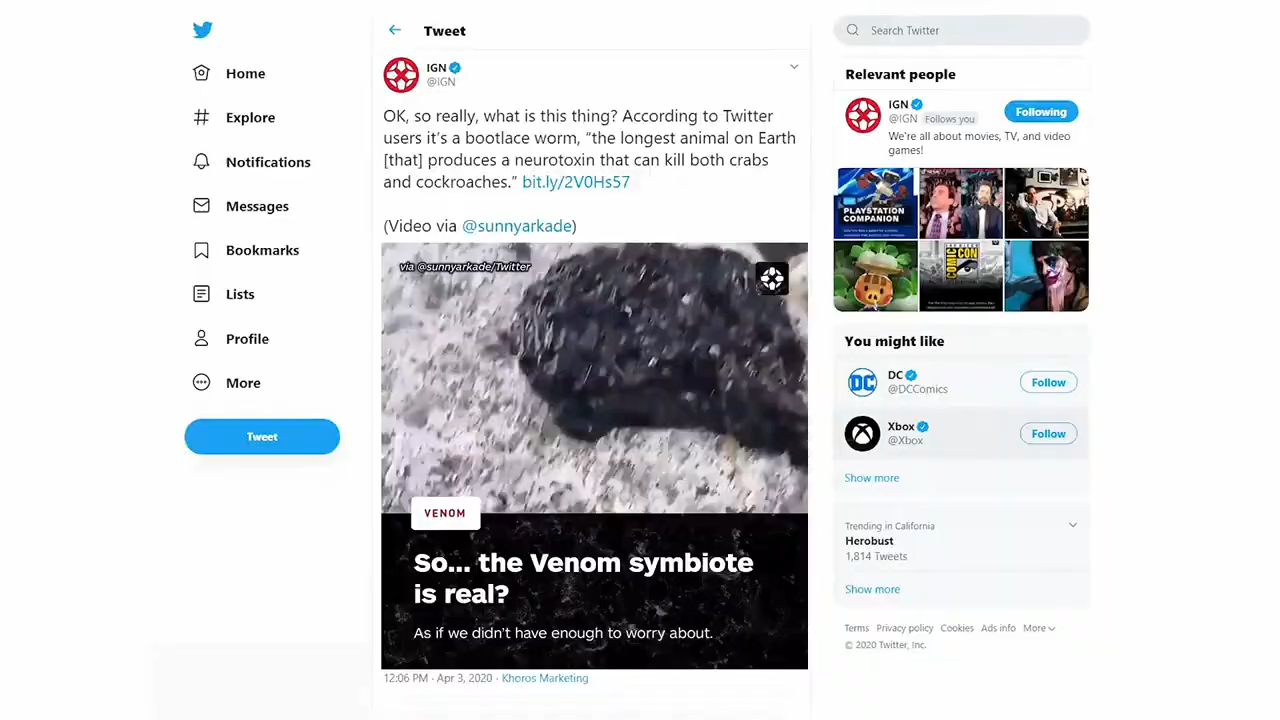 Home
Explore
Notifications
Messages
Bookmarks
Lists
Profile
More
Tweet
Tweet
IGN
@IGN
OK, so really, what is this thing? According to Twitter
users it's a bootlace worm, "the longest animal on Earth
[that] produces a neurotoxin that can kill both crabs
and cockroaches." bit.ly/2V0Hs57
(Video via @sunnyarkade)
via @sunnyarkade/Twitter
VENOM
So... the Venom symbiote
is real?
As if we didn't have enough to worry about.
12:06 PM · Apr 3, 2020 · Khoros Marketing
Search Twitter
Relevant people
IGN
@IGN Follows you
Following
We're all about movies, TV, and video
games!
PLAYSTATION
COMPANION
COMIC CON
You might like
DC
@DCComics
Follow
Xbox
@Xbox
Follow
Show more
Trending in California
Herobust
1,814 Tweets
Show more
Terms Privacy policy Cookies Ads info More
© 2020 Twitter, Inc.